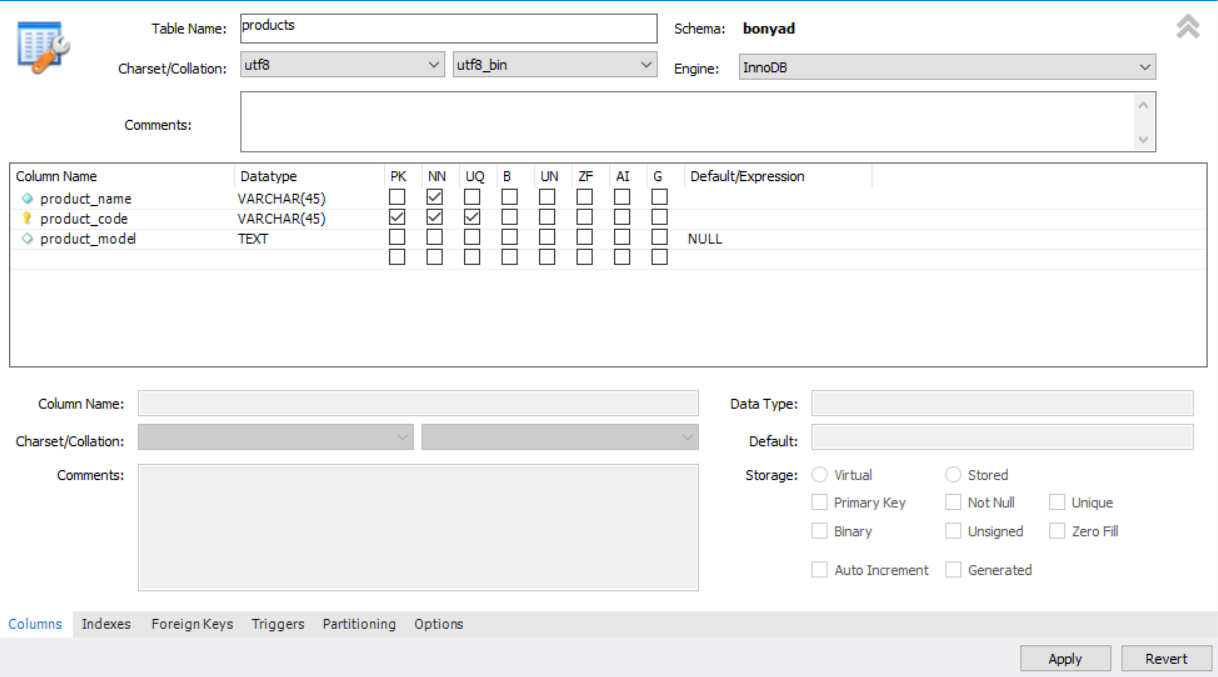 Table Name: products Schema: bonyad
Charset/Collation: utf8 utf8_bin Engine: InnoDB
Comments:
Column Name Datatype PK NN UQ B UN ZF AI G Default/Expression
product_name VARCHAR(45)
product_code VARCHAR(45)
product_model TEXT NULL
Column Name: Data Type:
Charset/Collation: Default:
Comments: Storage: Virtual Stored
Primary Key Not Null Unique
Binary Unsigned Zero Fill
Auto Increment Generated
Columns Indexes Foreign Keys Triggers Partitioning Options
Apply Revert